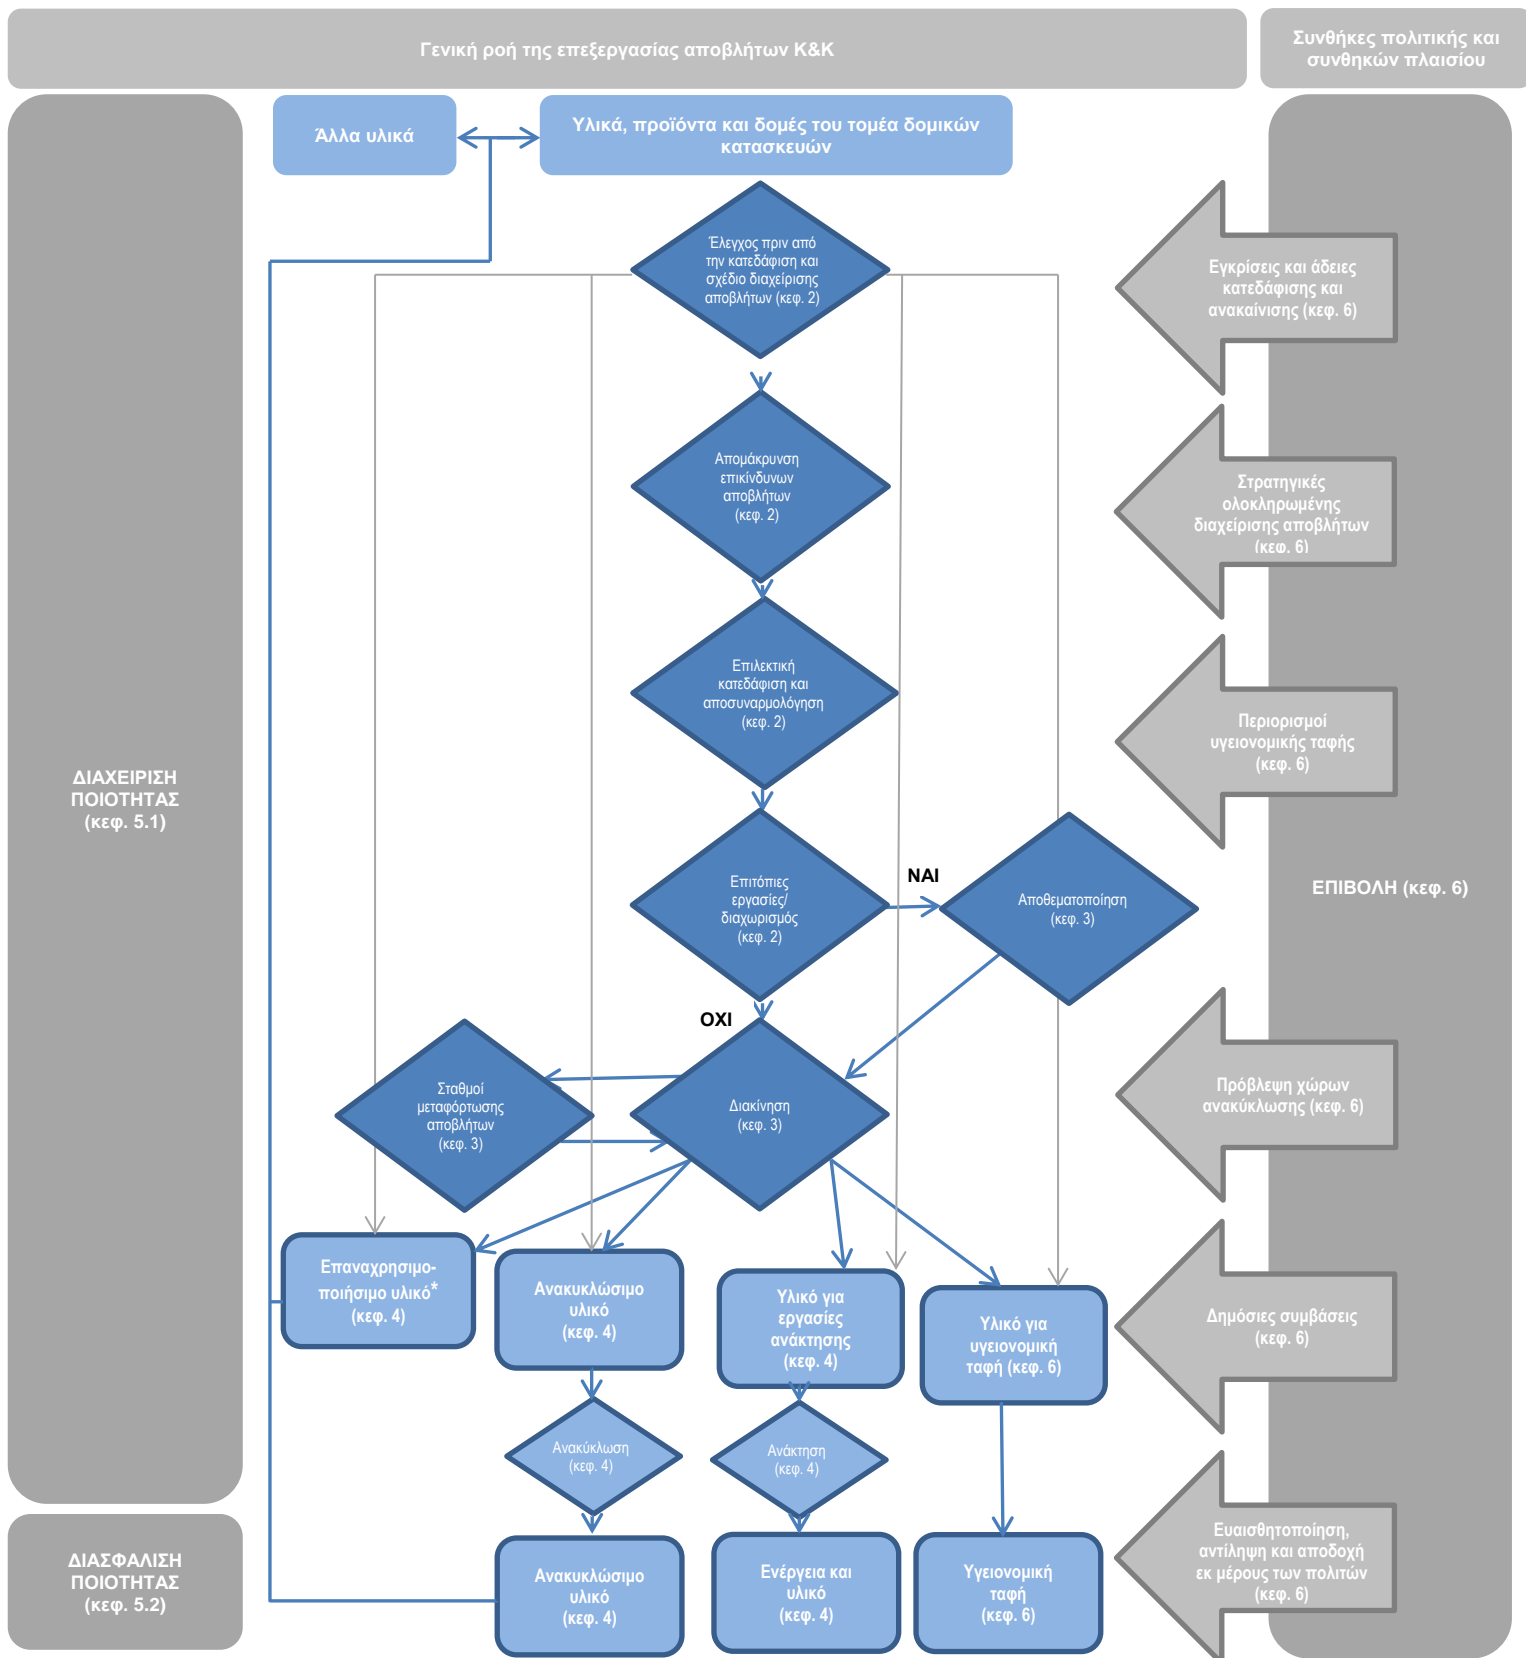 Γενική ροή της επεξεργασίας αποβλήτων Κ&Κ
Συνθήκες πολιτικής και
συνθηκών πλαισίου
Άλλα υλικά
Υλικά, προϊόντα και δομές του τομέα δομικών
κατασκευών
Έλεγχος πριν από
την κατεδάφιση και
σχέδιο διαχείρισης
αποβλήτων (κεφ. 2)
Εγκρίσεις και άδειες
κατεδάφισης και
ανακαίνισης (κεφ. 6)
Απομάκρυνση
επικίνδυνων
αποβλήτων
(κεφ. 2)
Στρατηγικές
ολοκληρωμένης
διαχείρισης αποβλήτων
(κεφ. 6)
Επιλεκτική
κατεδάφιση και
αποσυναρμολόγηση
(κεφ. 2)
Περιορισμοί
υγειονομικής ταφής
(κεφ. 6)
ΔΙΑΧΕΙΡΙΣΗ
ΠΟΙΟΤΗΤΑΣ
(κεφ. 5.1)
Επιτόπιες
εργασίες/
διαχωρισμός
(κεφ. 2)
ΝΑΙ
Αποθεματοποίηση
(κεφ. 3)
ΕΠΙΒΟΛΗ (κεφ. 6)
ΟΧΙ
Σταθμοί
μεταφόρτωσης
αποβλήτων
(κεφ. 3)
Διακίνηση
(κεφ. 3)
Πρόβλεψη χώρων
ανακύκλωσης (κεφ. 6)
Επαναχρησιμο-
ποιήσιμο υλικό*
(κεφ. 4)
Ανακυκλώσιμο
υλικό
(κεφ. 4)
Υλικό για
εργασίες
ανάκτησης
(κεφ. 4)
Υλικό για
υγειονομική
ταφή (κεφ. 6)
Δημόσιες συμβάσεις
(κεφ. 6)
Ανακύκλωση
(κεφ. 4)
Ανάκτηση
(κεφ. 4)
ΔΙΑΣΦΑΛΙΣΗ
ΠΟΙΟΤΗΤΑΣ
(κεφ. 5.2)
Ανακυκλώσιμο
υλικό
(κεφ. 4)
Ενέργεια και
υλικό
(κεφ. 4)
Υγειονομική
ταφή
(κεφ. 6)
Ευαισθητοποίηση,
αντίληψη και αποδοχή
εκ μέρους των πολιτών
(κεφ. 6)